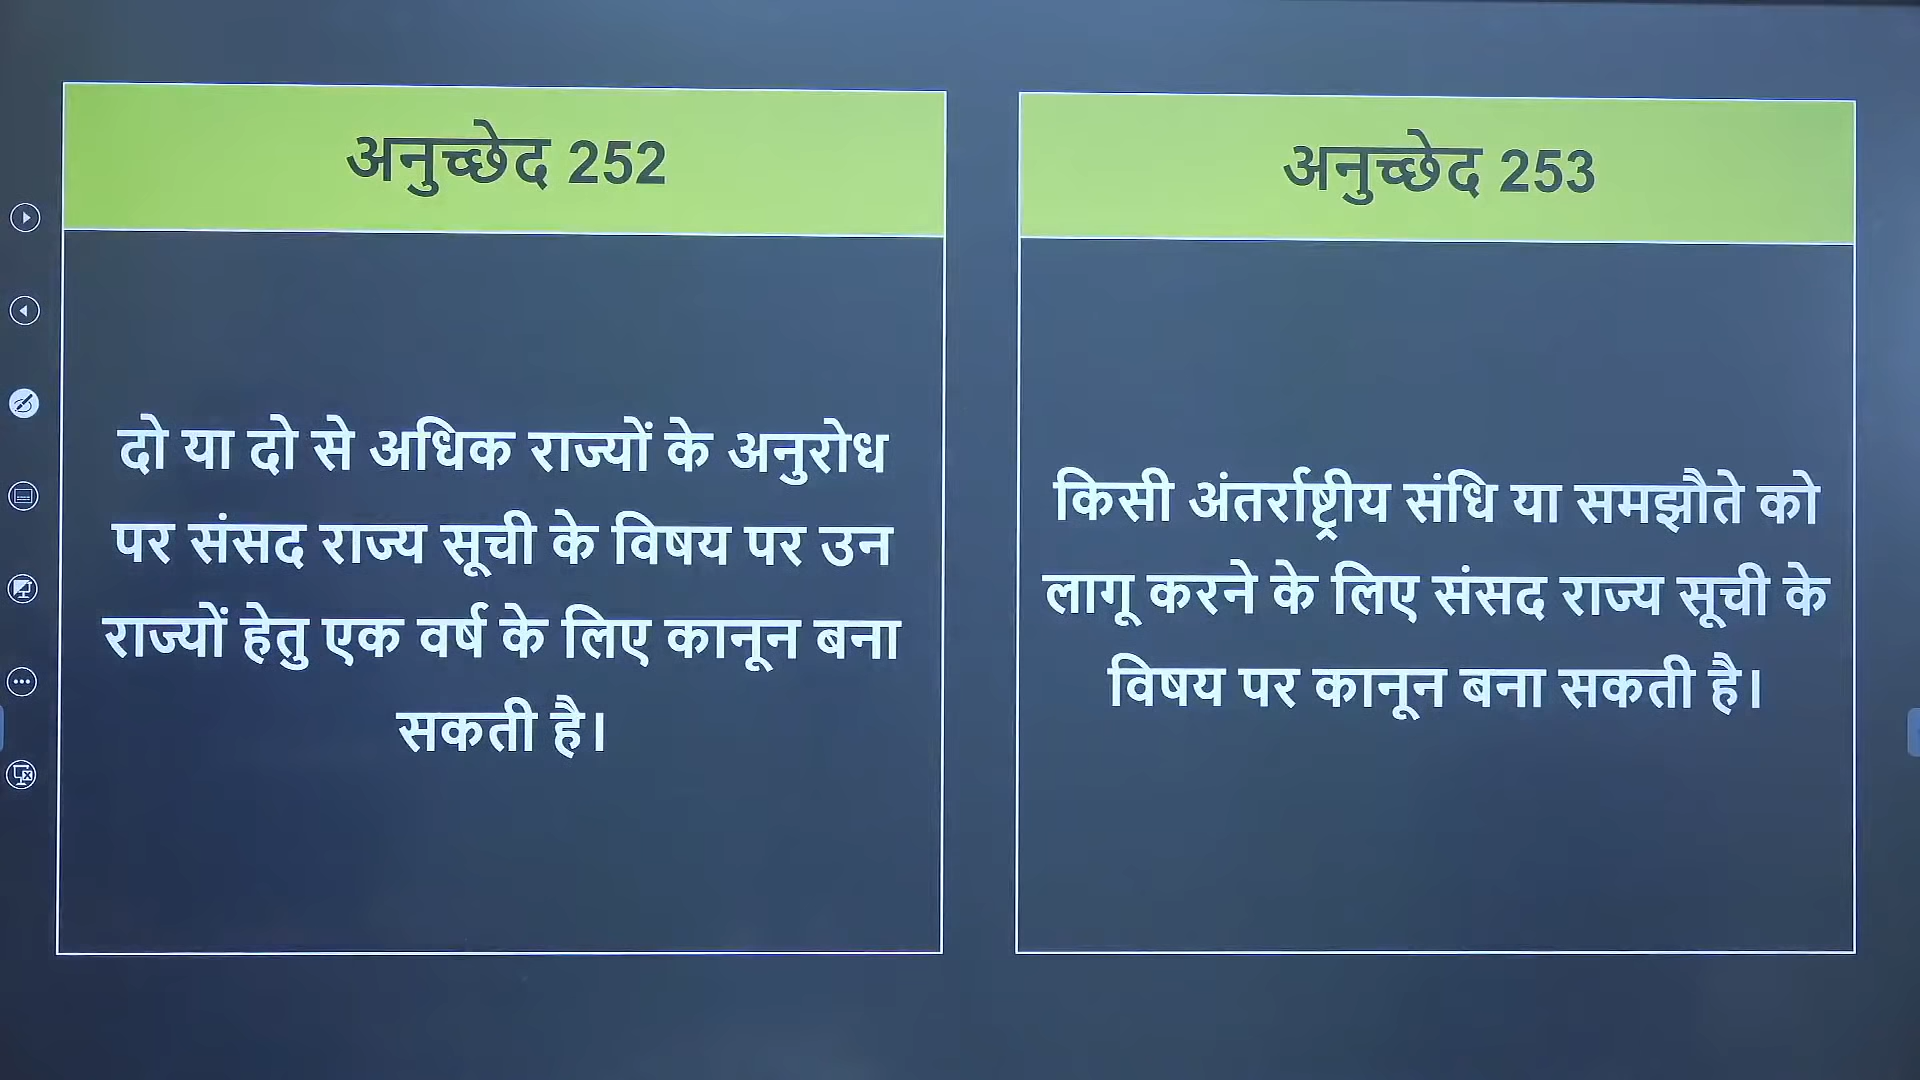 अनुच्छेद 252
दो या दो से अधिक राज्यों के अनुरोध
पर संसद राज्य सूची के विषय पर उन
राज्यों हेतु एक वर्ष के लिए कानून बना
सकती है।
अनुच्छेद 253
किसी अंतर्राष्ट्रीय संधि या समझौते को
लागू करने के लिए संसद राज्य सूची के
विषय पर कानून बना सकती है।